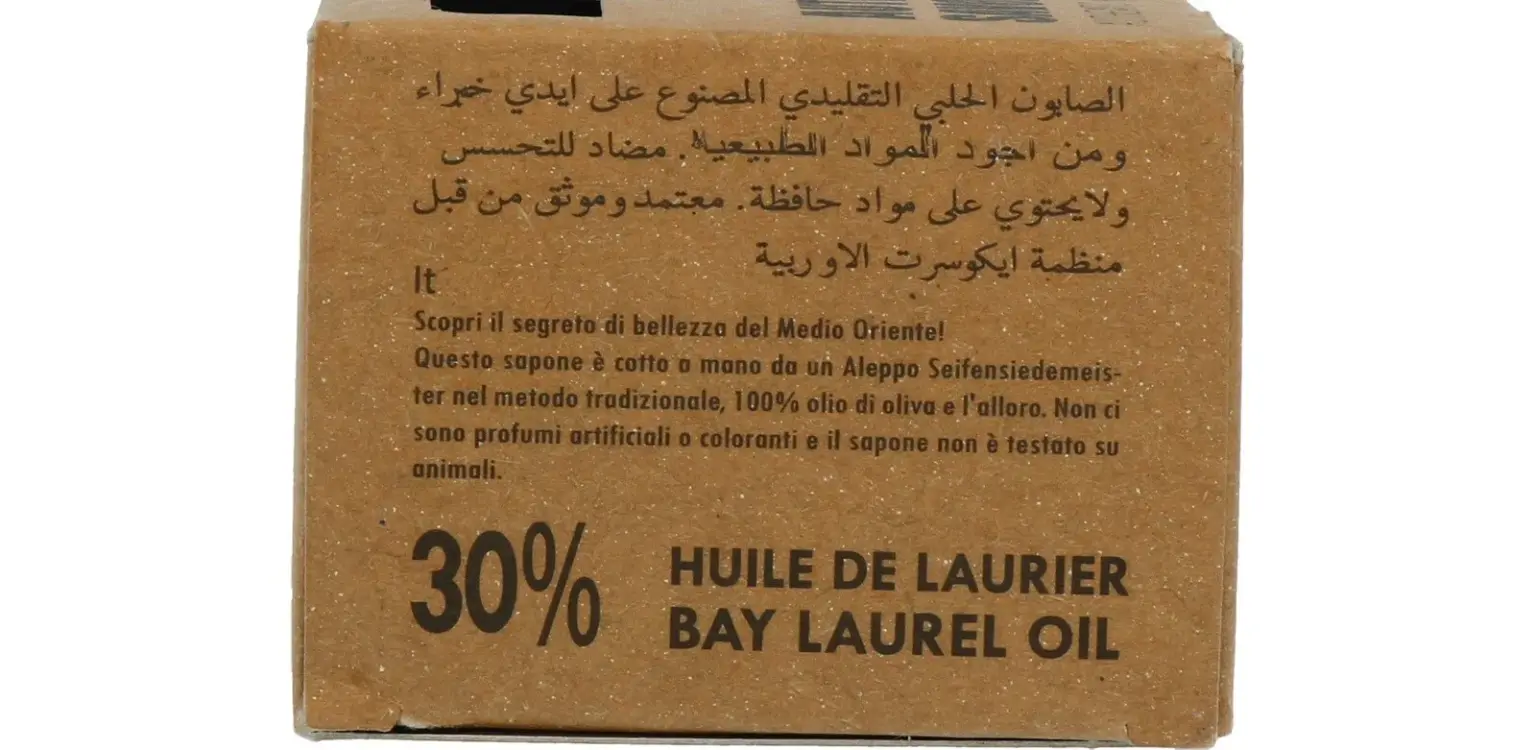 الصابون الحلبي التقليدي المصنوع على ايدي خبراء
ومن اجود المواد الطبيعية. مضاد للتحسس
ولايحتوي على مواد حافظة. معتمد وموثق من قبل
منظمة ايكوسرت الاوربية
It
Scopri il segreto di bellezza del Medio Oriente!
Questo sapone è cotto a mano da un Aleppo Seifensiedemeis-
ter nel metodo tradizionale, 100% olio di oliva e l'alloro. Non ci
sono profumi artificiali o coloranti e il sapone non è testato su
animali.
30%
HUILE DE LAURIER
BAY LAUREL OIL